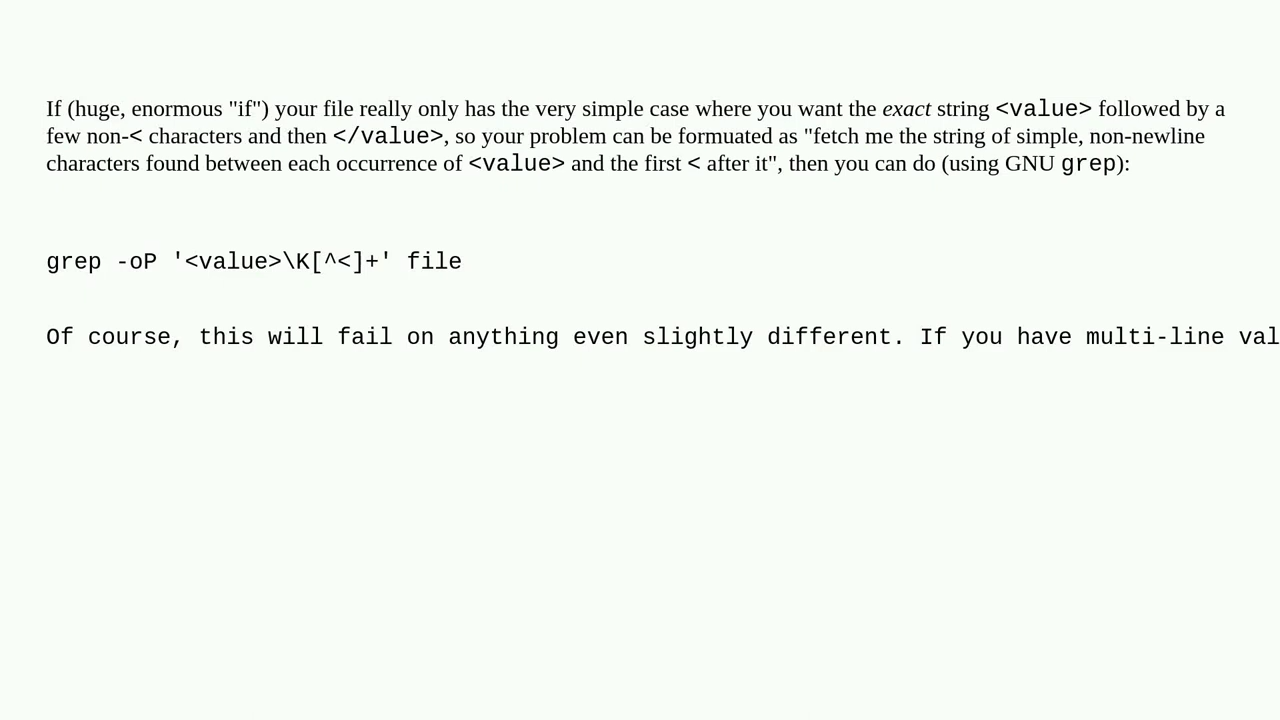 If (huge, enormous "if") your file really only has the very simple case where you want the exact string <value> followed by a
few non-< characters and then </value>, so your problem can be formuated as "fetch me the string of simple, non-newline
characters found between each occurrence of <value> and the first < after it", then you can do (using GNU grep):
grep -oP '<value>\K[^<]+' file
Of course, this will fail on anything even slightly different. If you have multi-line val